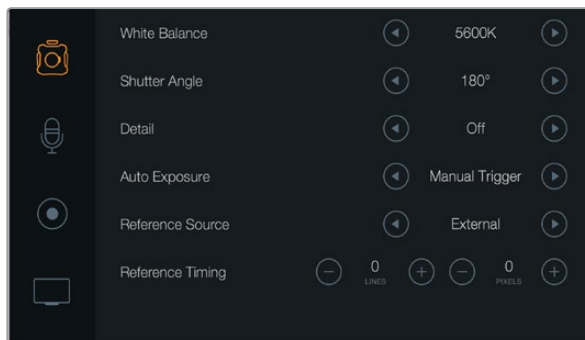 White Balance 5600K
Shutter Angle 180°
Detail Off
Auto Exposure Manual Trigger
Reference Source External
Reference Timing 0 LINES 0 PIXELS